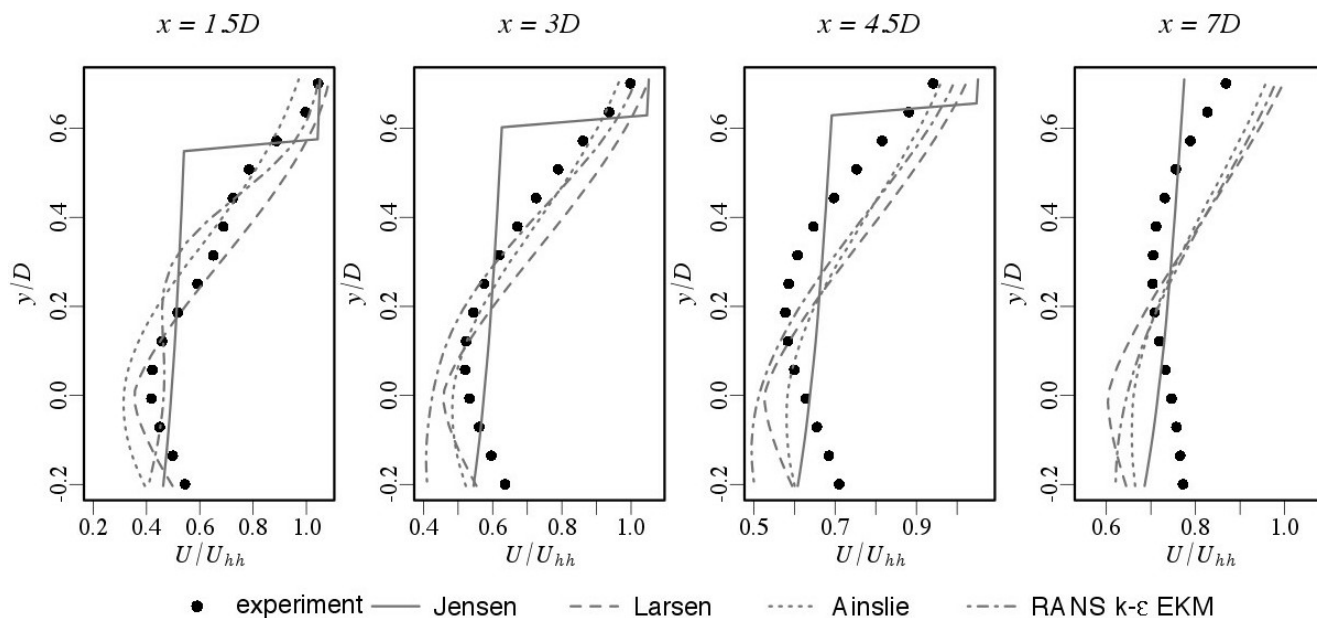 x = 1.5D
x = 3D
x = 4.5D
x = 7D
y/D
0.6
0.4
0.2
0.0
-0.2
0.2 0.4 0.6 0.8 1.0
U/U_hh
y/D
0.6
0.4
0.2
0.0
-0.2
0.4 0.6 0.8 1.0
U/U_hh
y/D
0.6
0.4
0.2
0.0
-0.2
0.5 0.7 0.9
U/U_hh
y/D
0.6
0.4
0.2
0.0
-0.2
0.6 0.8 1.0
U/U_hh
experiment Jensen Larsen Ainslie RANS k-ε EKM